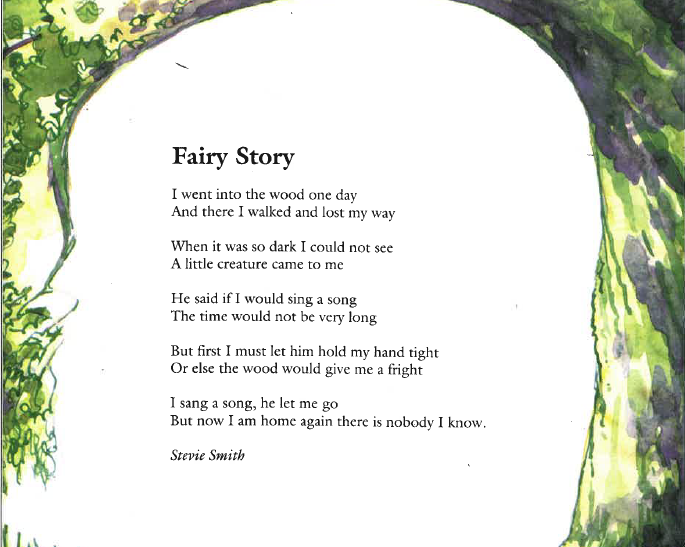 Fairy Story
I went into the wood one day
And there I walked and lost my way
When it was so dark I could not see
A little creature came to me
He said if I would sing a song
The time would not be very long
But first I must let him hold my hand tight
Or else the wood would give me a fright
I sang a song, he let me go
But now I am home again there is nobody I know.
Stevie Smith